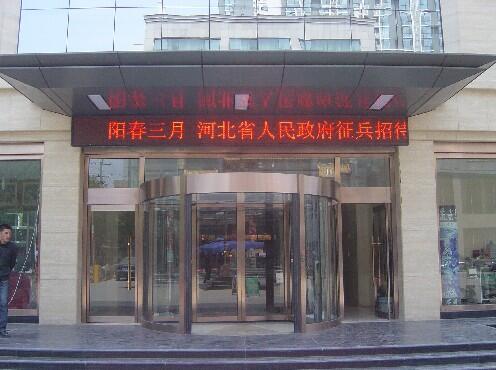 阳春三月 河北省人民政府征兵招待